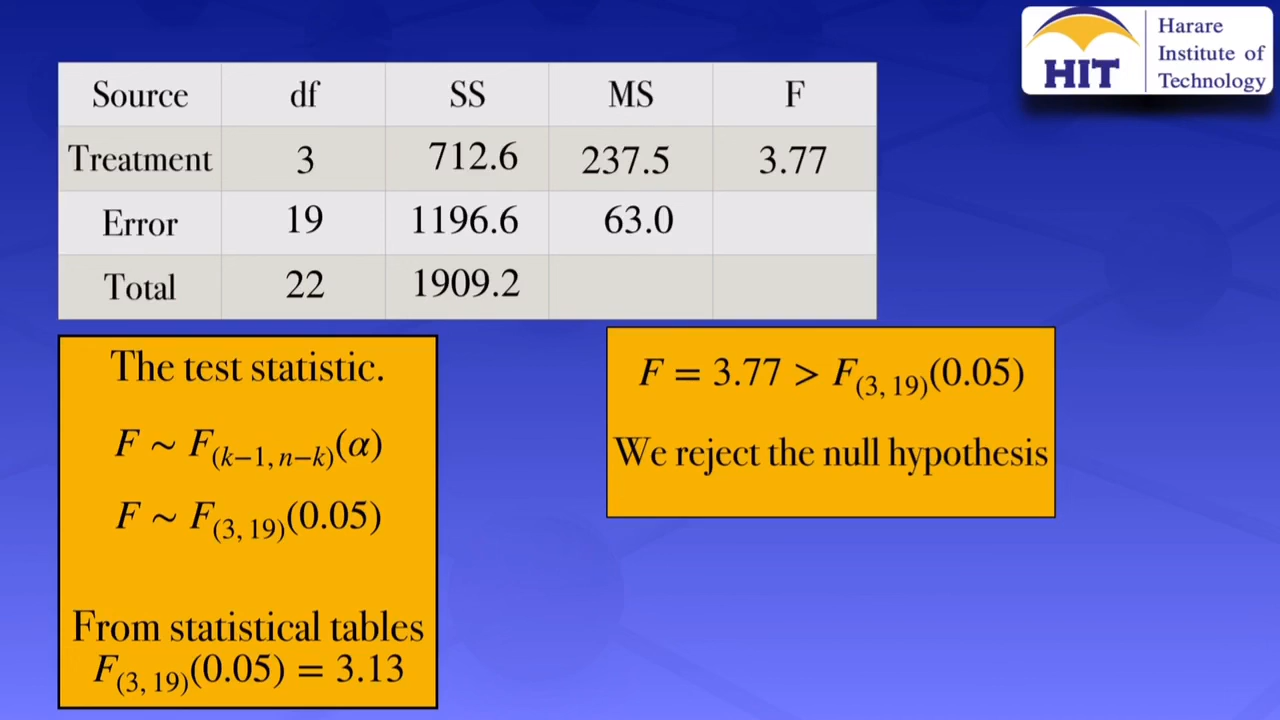 HIT
Harare
Institute of
Technology
Source df SS MS F
Treatment 3 712.6 237.5 3.77
Error 19 1196.6 63.0
Total 22 1909.2
The test statistic.
F ~ F(k−1, n−k)(α)
F ~ F(3, 19)(0.05)
From statistical tables
F(3, 19)(0.05) = 3.13
F = 3.77 > F(3, 19)(0.05)
We reject the null hypothesis